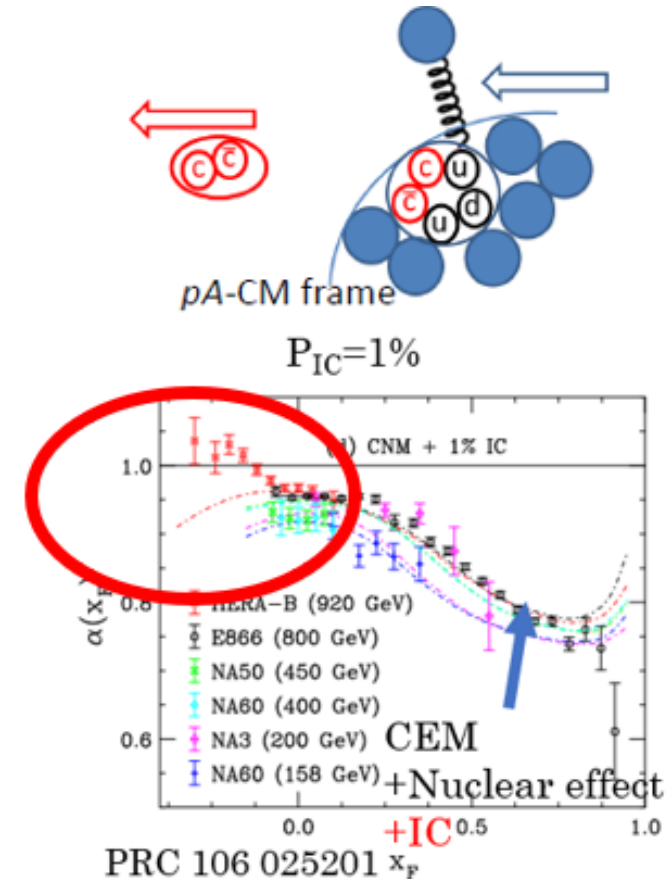 c c̄
c u
c̄ d
u
pA-CM frame
P_IC=1%
(d) CNM + 1% IC
1.0
α(x_F)
0.8
0.6
HERA-B (920 GeV)
E866 (800 GeV)
NA50 (450 GeV)
NA60 (400 GeV)
NA3 (200 GeV)
NA60 (158 GeV)
CEM
+Nuclear effect
+IC
0.0 0.5 1.0
PRC 106 025201 x_F